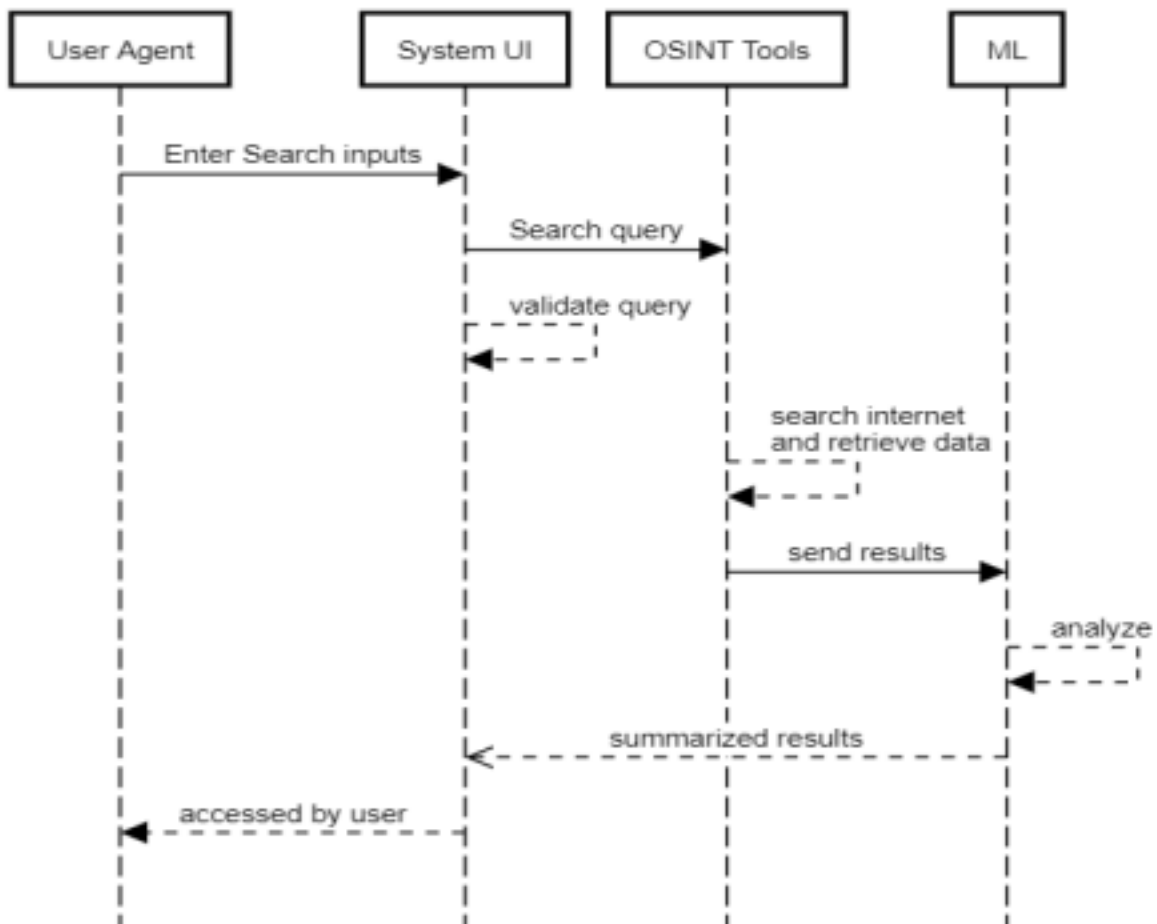 User Agent
System UI
OSINT Tools
ML
Enter Search inputs
Search query
validate query
search internet
and retrieve data
send results
analyze
summarized results
accessed by user